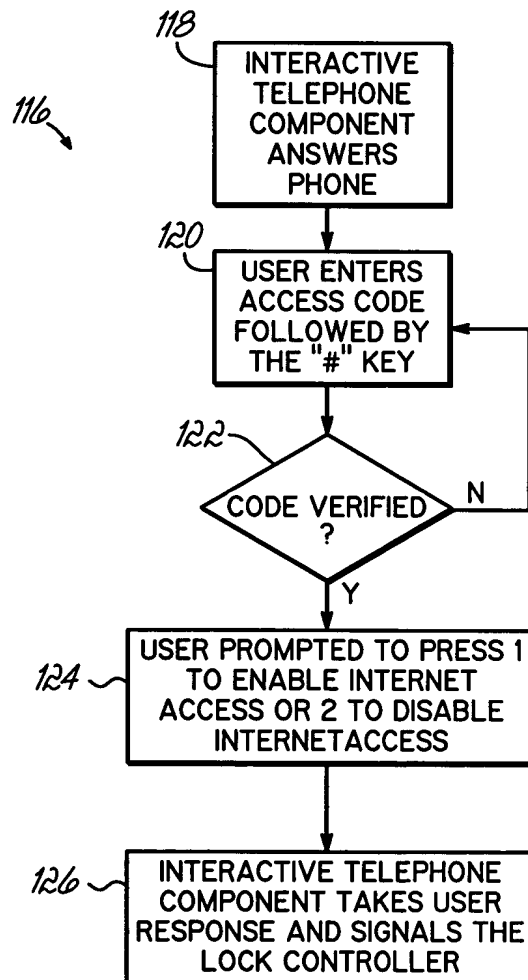 118
INTERACTIVE
TELEPHONE
COMPONENT
ANSWERS
PHONE
116
120
USER ENTERS
ACCESS CODE
FOLLOWED BY
THE "#" KEY
122
CODE VERIFIED
?
N
Y
124
USER PROMPTED TO PRESS 1
TO ENABLE INTERNET
ACCESS OR 2 TO DISABLE
INTERNETACCESS
126
INTERACTIVE TELEPHONE
COMPONENT TAKES USER
RESPONSE AND SIGNALS THE
LOCK CONTROLLER